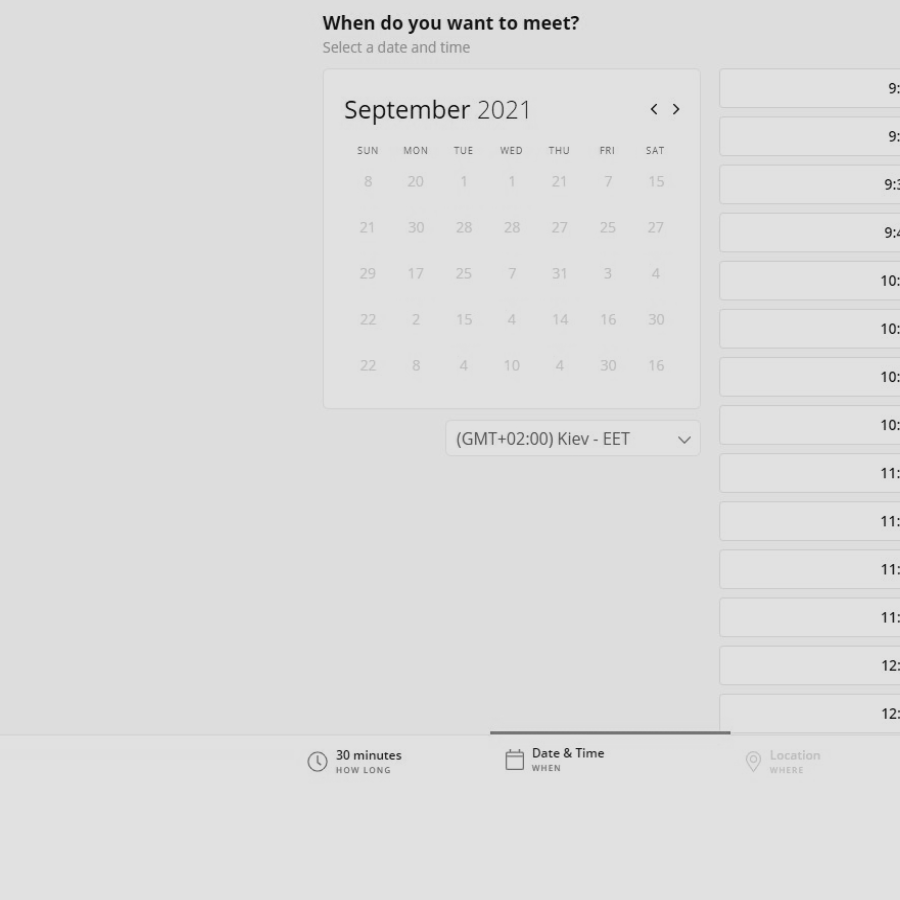 When do you want to meet?
Select a date and time
September 2021
SUN MON TUE WED THU FRI SAT
8 20 1 1 21 7 15
21 30 28 28 27 25 27
29 17 25 7 31 3 4
22 2 15 4 14 16 30
22 8 4 10 4 30 16
(GMT+02:00) Kiev - EET
9:
9:
9:3
9:4
10:
10:
10:
10:
11:
11:
11:
11:
12:
12:
30 minutes
HOW LONG
Date & Time
WHEN
Location
WHERE